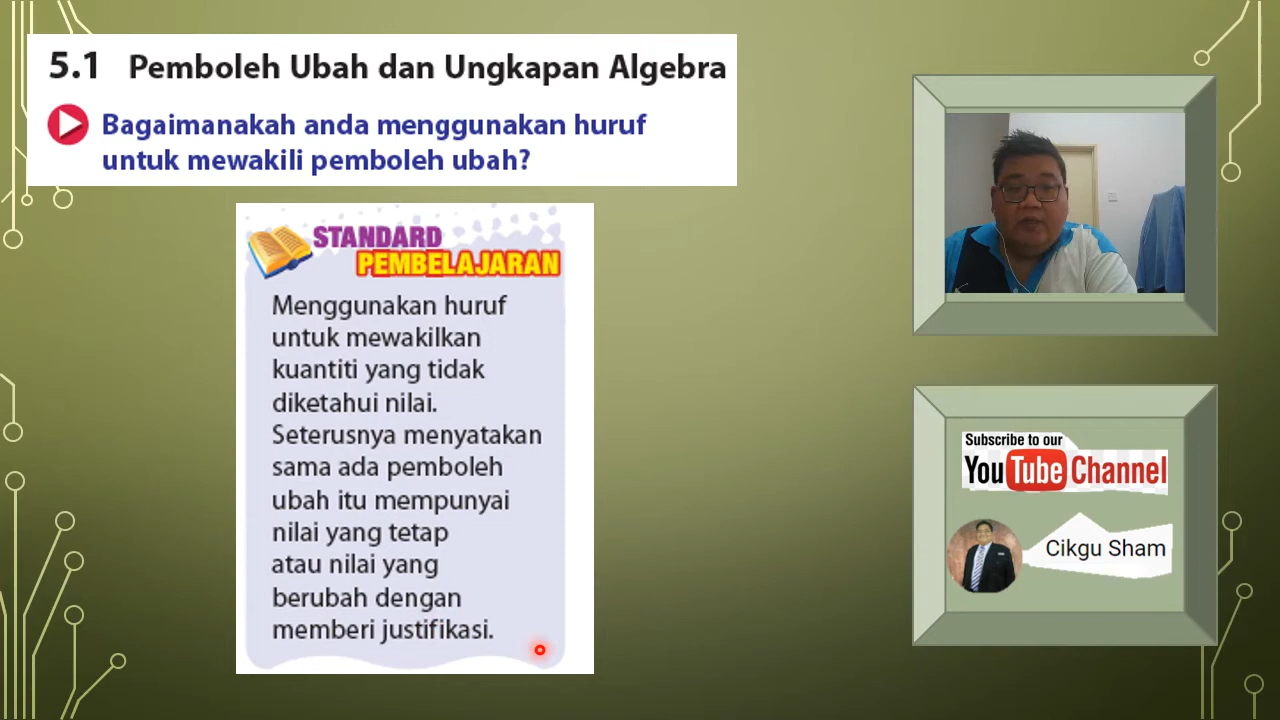 5.1 Pemboleh Ubah dan Ungkapan Algebra
Bagaimanakah anda menggunakan huruf
untuk mewakili pemboleh ubah?
STANDARD
PEMBELAJARAN
Menggunakan huruf
untuk mewakilkan
kuantiti yang tidak
diketahui nilai.
Seterusnya menyatakan
sama ada pemboleh
ubah itu mempunyai
nilai yang tetap
atau nilai yang
berubah dengan
memberi justifikasi.
Subscribe to our
YouTube Channel
Cikgu Sham